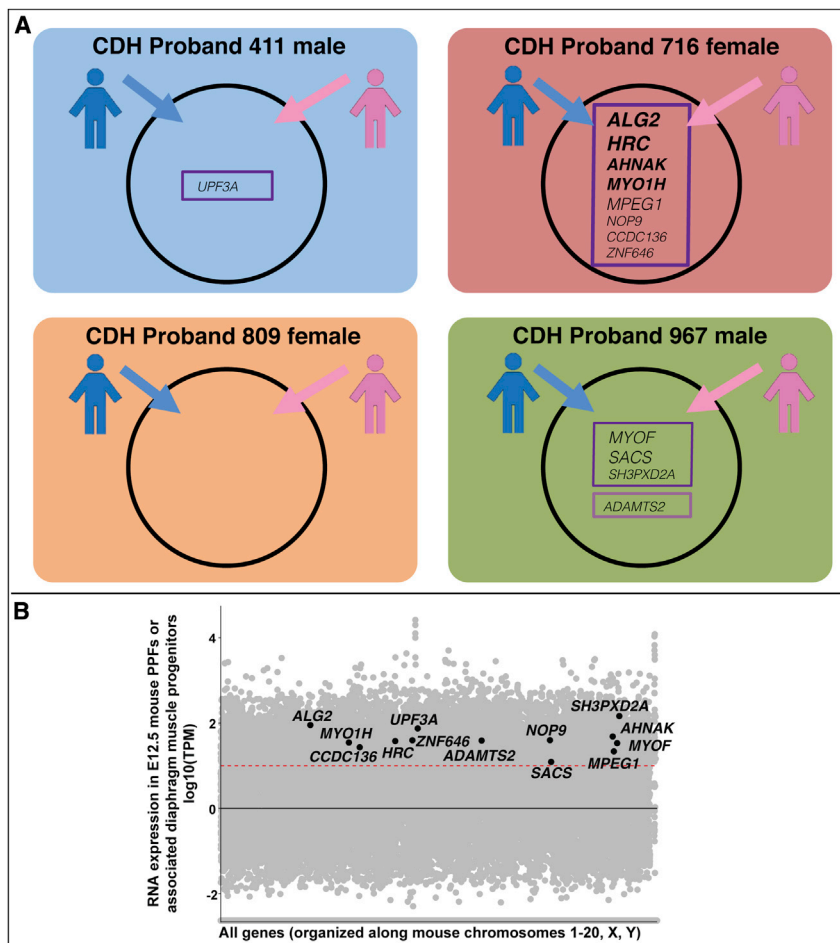 A
CDH Proband 411 male
UPF3A
CDH Proband 716 female
ALG2
HRC
AHNAK
MYO1H
MPEG1
NOP9
CCDC136
ZNF646
CDH Proband 809 female
CDH Proband 967 male
MYOF
SACS
SH3PXD2A
ADAMTS2
B
RNA expression in E12.5 mouse PPFs or
associated diaphragm muscle progenitors
log10(TPM)
4
2
0
-2
ALG2
MYO1H
CCDC136
UPF3A
HRC
ZNF646
ADAMTS2
NOP9
SACS
SH3PXD2A
AHNAK
MYOF
MPEG1
All genes (organized along mouse chromosomes 1-20, X, Y)